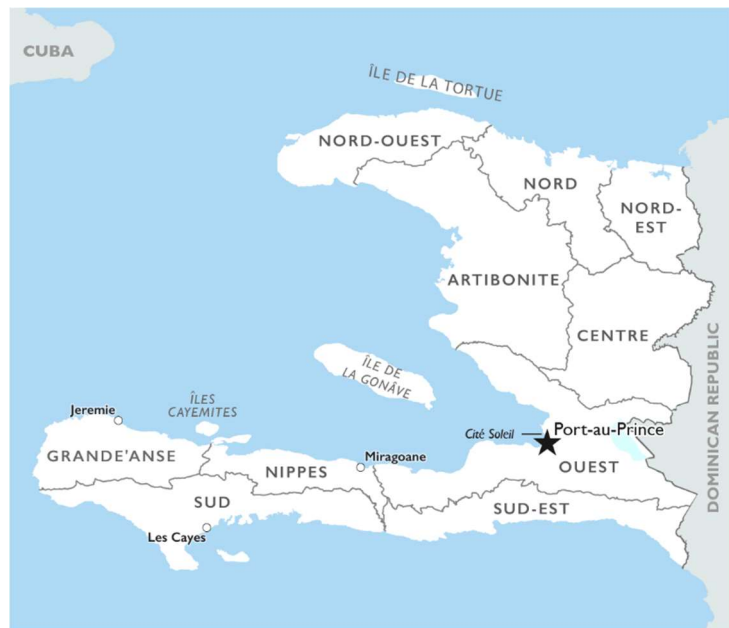 CUBA
ÎLE DE LA TORTUE
NORD-OUEST
NORD
NORD-
EST
ARTIBONITE
CENTRE
ÎLE DE
LA GONÂVE
DOMINICAN REPUBLIC
ÎLES
CAYEMITES
Jeremie
Cité Soleil
Port-au-Prince
GRANDE'ANSE
NIPPES
Miragoane
OUEST
SUD
SUD-EST
Les Cayes